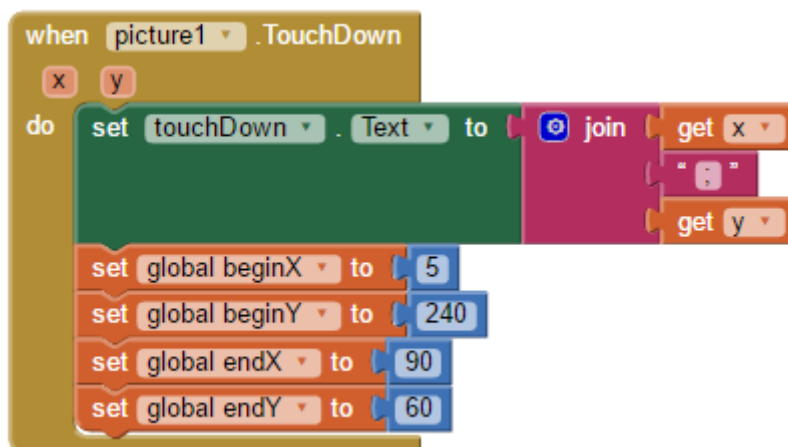 when picture1 .TouchDown
x y
do set touchDown . Text to join get x
" ; "
get y
set global beginX to 5
set global beginY to 240
set global endX to 90
set global endY to 60